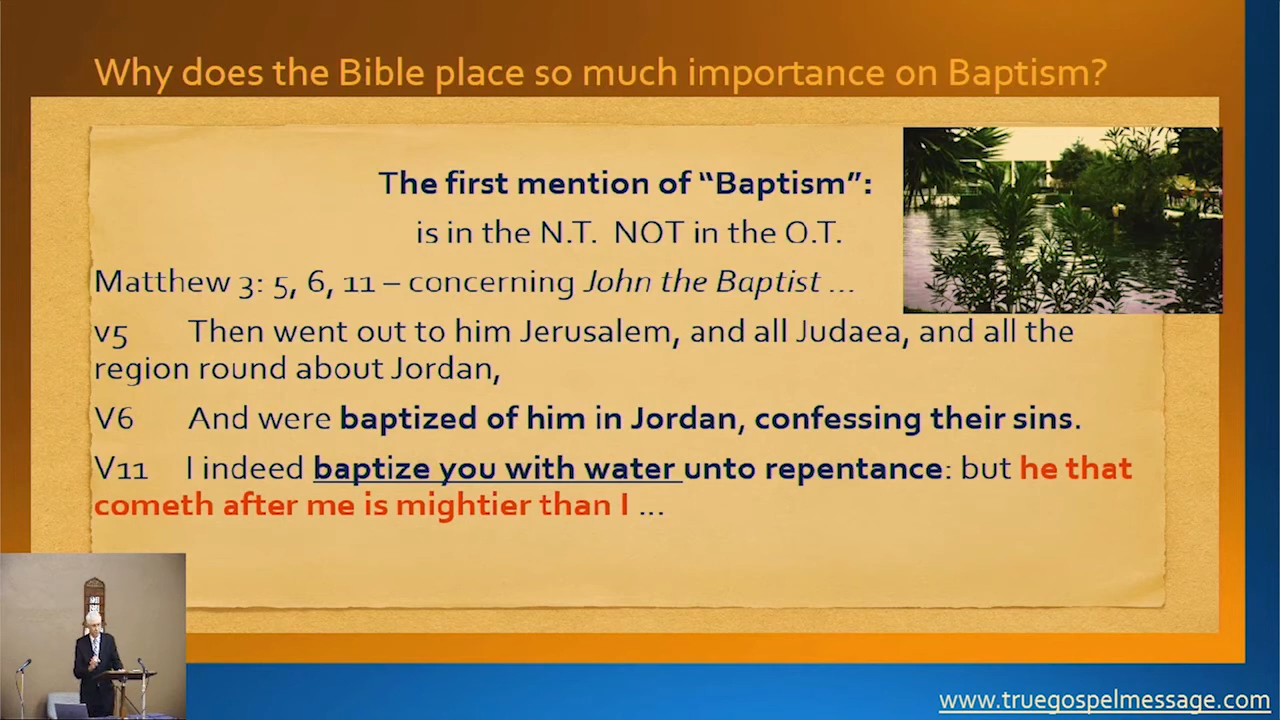 Why does the Bible place so much importance on Baptism?
The first mention of “Baptism”:
is in the N.T. NOT in the O.T.
Matthew 3: 5, 6, 11 – concerning John the Baptist ...
v5 Then went out to him Jerusalem, and all Judaea, and all the
region round about Jordan,
V6 And were baptized of him in Jordan, confessing their sins.
V11 I indeed baptize you with water unto repentance: but he that
cometh after me is mightier than I ...
www.truegospelmessage.com